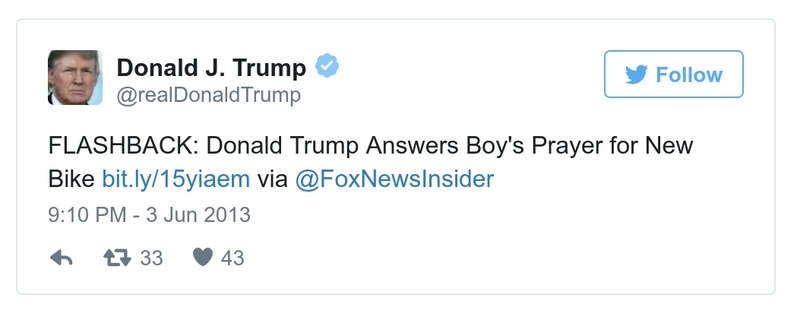 Donald J. Trump
@realDonaldTrump
Follow
FLASHBACK: Donald Trump Answers Boy's Prayer for New
Bike bit.ly/15yiaem via @FoxNewsInsider
9:10 PM - 3 Jun 2013
33 43